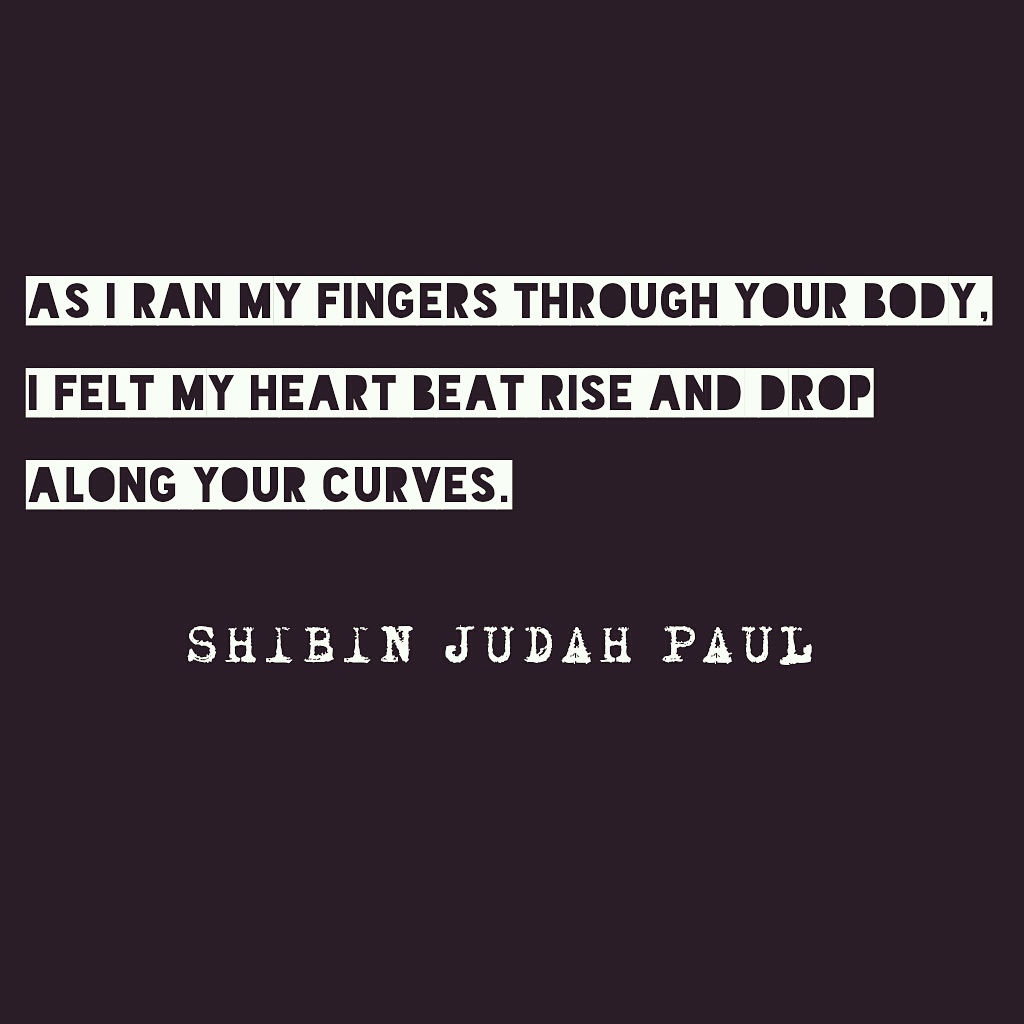 AS I RAN MY FINGERS THROUGH YOUR BODY,
I FELT MY HEART BEAT RISE AND DROP
ALONG YOUR CURVES.
SHIBIN JUDAH PAUL